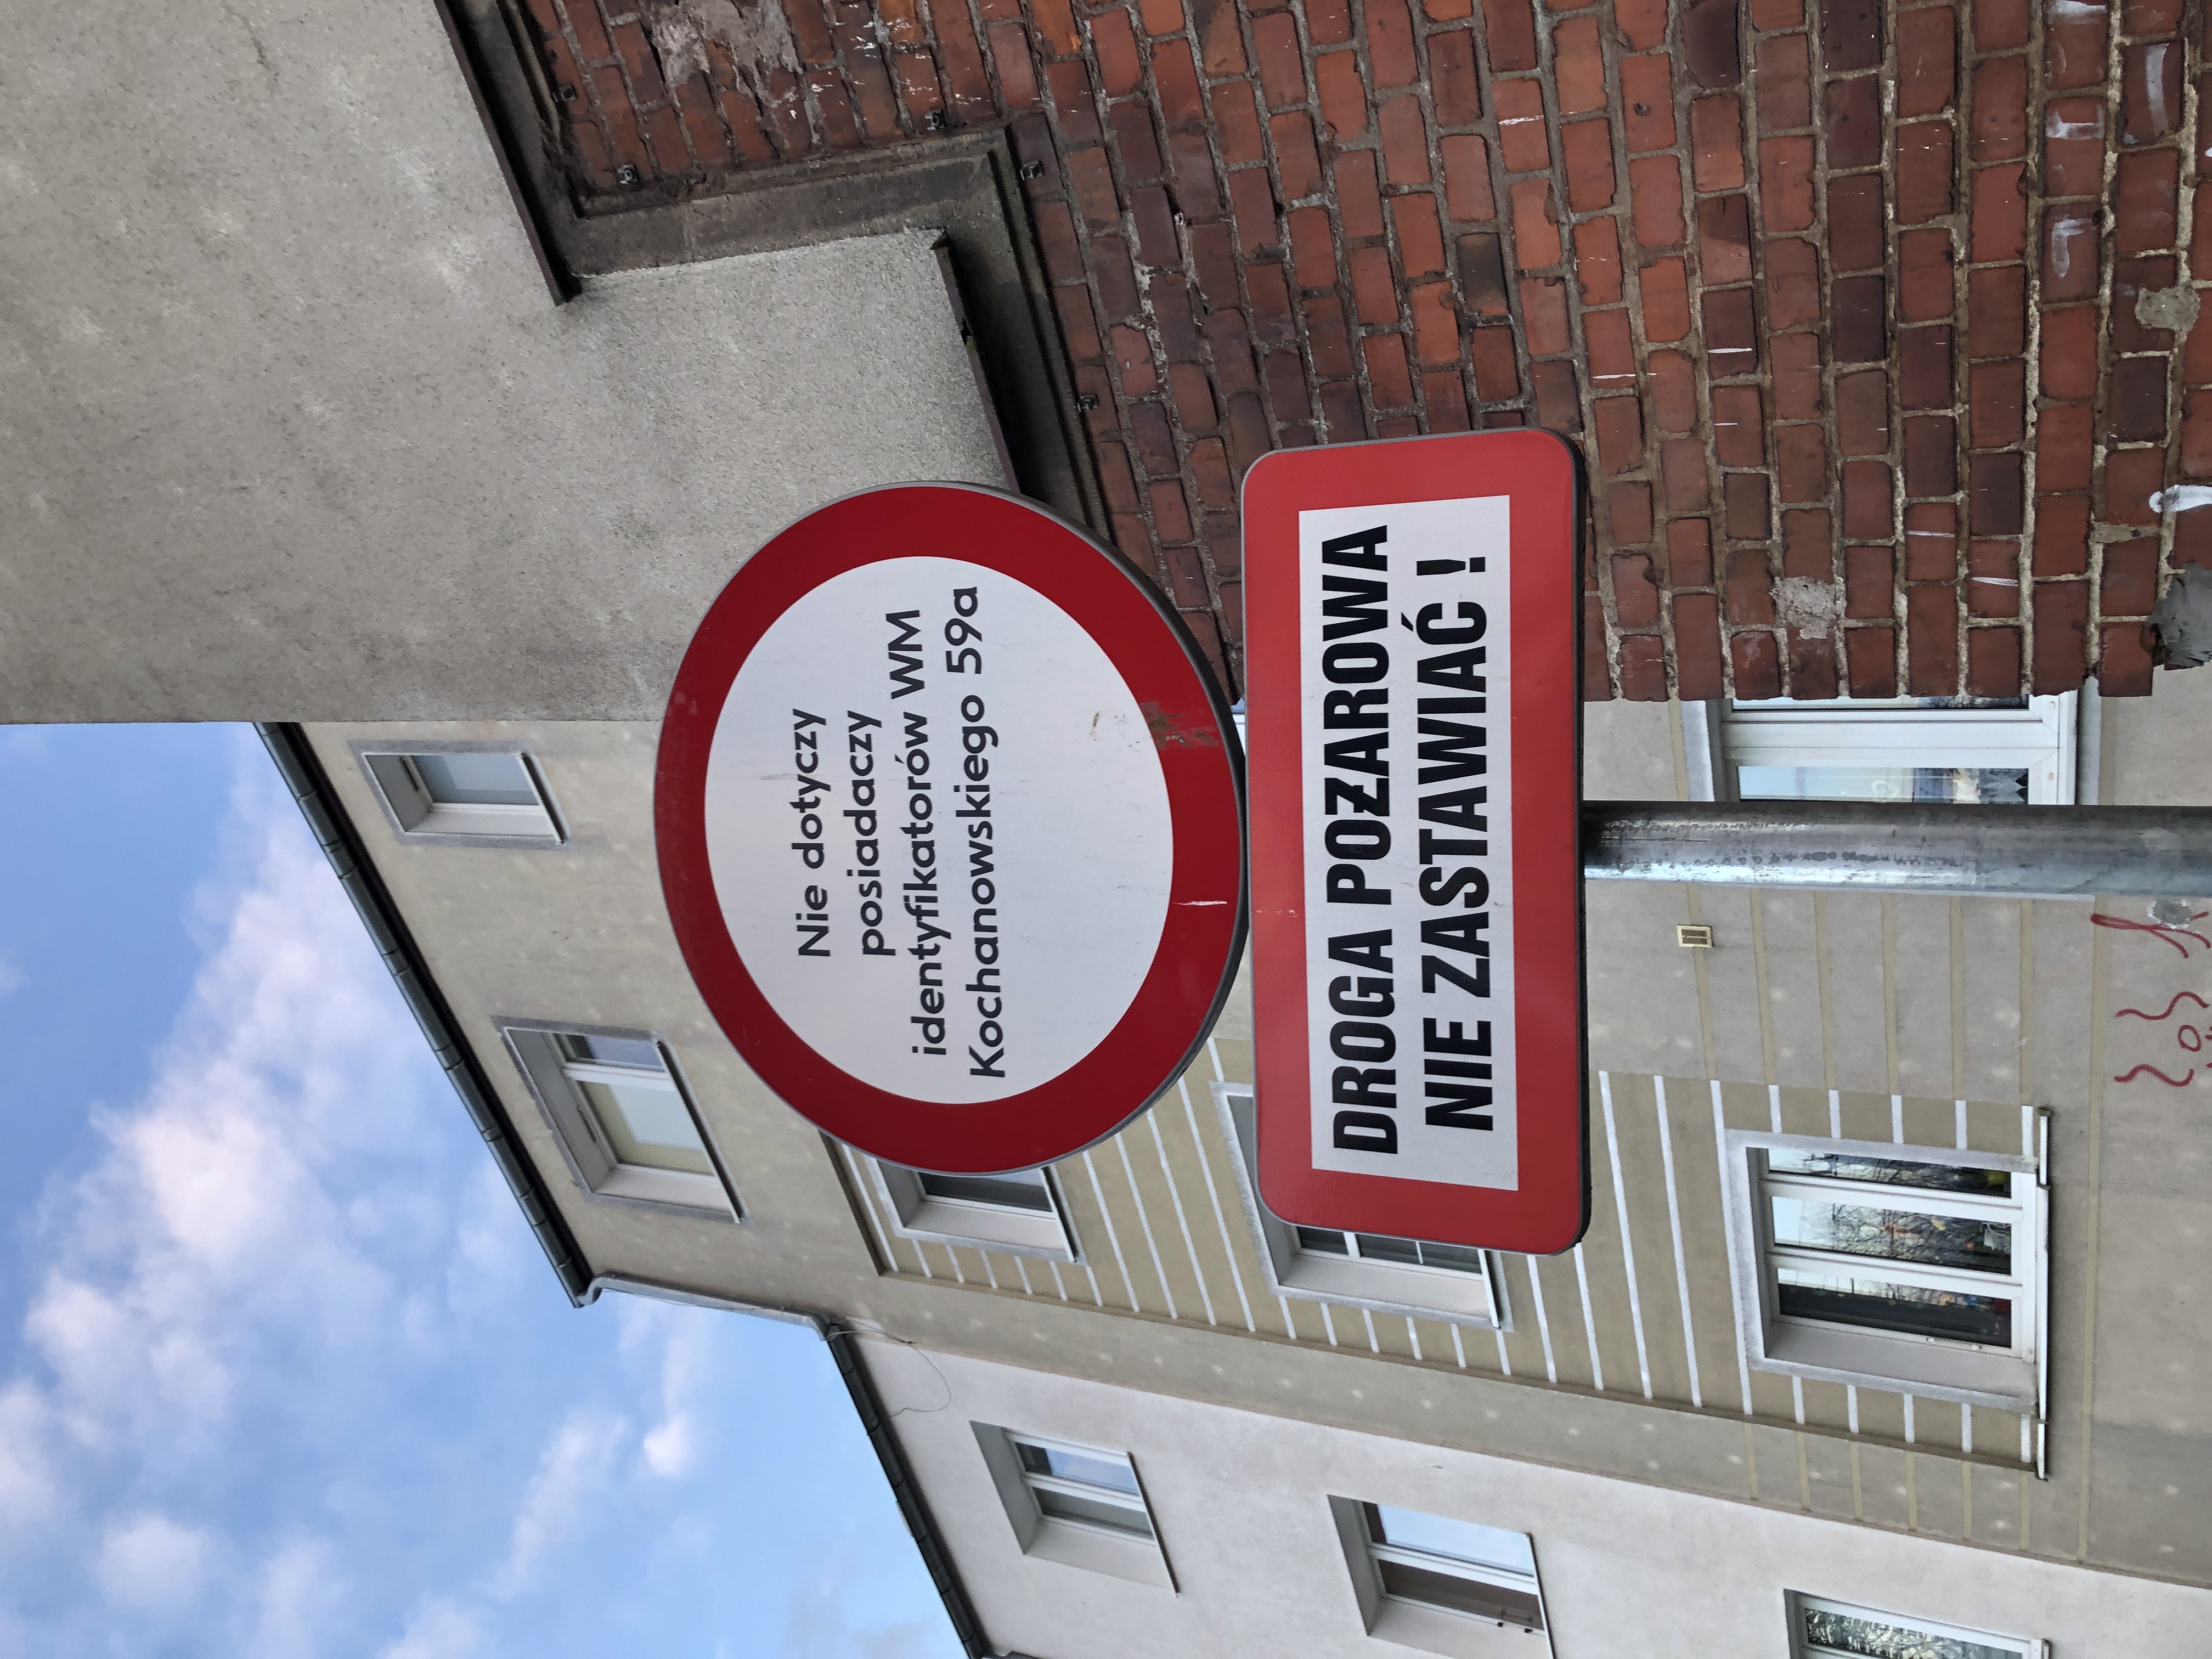 Nie dotyczy
posiadaczy
identyfikatorów WM
Kochanowskiego 59a
DROGA POŻAROWA
NIE ZASTAWIAĆ !